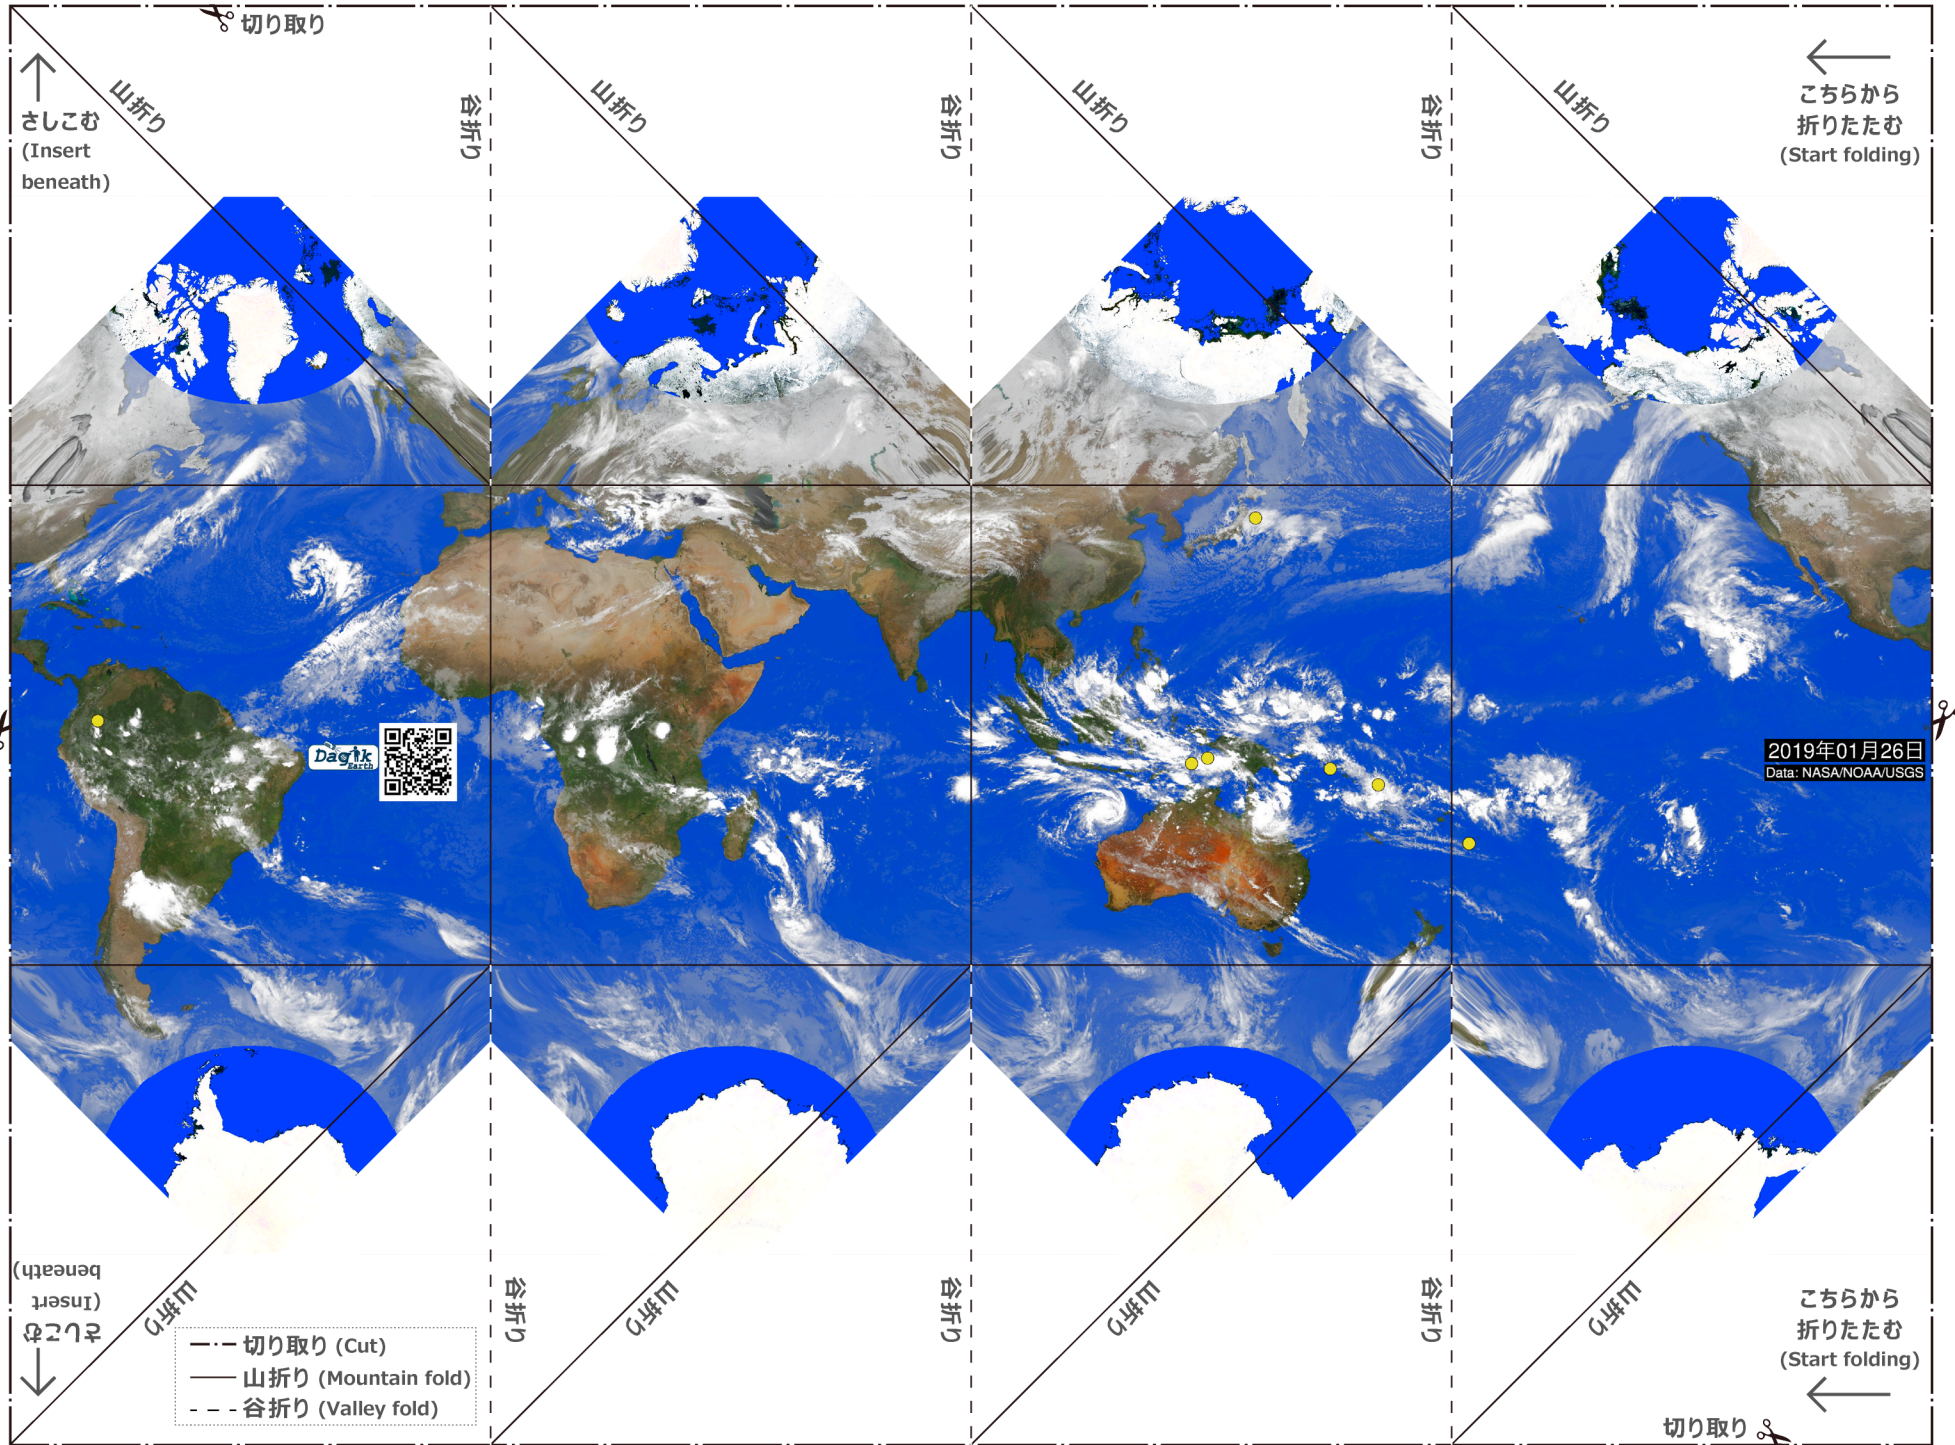 切り取り
さしこむ
(Insert
beneath)
山折り
谷折り
山折り
谷折り
山折り
谷折り
山折り
こちらから
折りたたむ
(Start folding)
Dagik
Earth
2019年01月26日
Data: NASA/NOAA/USGS
さしこむ
(Insert
beneath)
山折り
谷折り
山折り
谷折り
山折り
谷折り
山折り
こちらから
折りたたむ
(Start folding)
切り取り (Cut)
山折り (Mountain fold)
谷折り (Valley fold)
切り取り